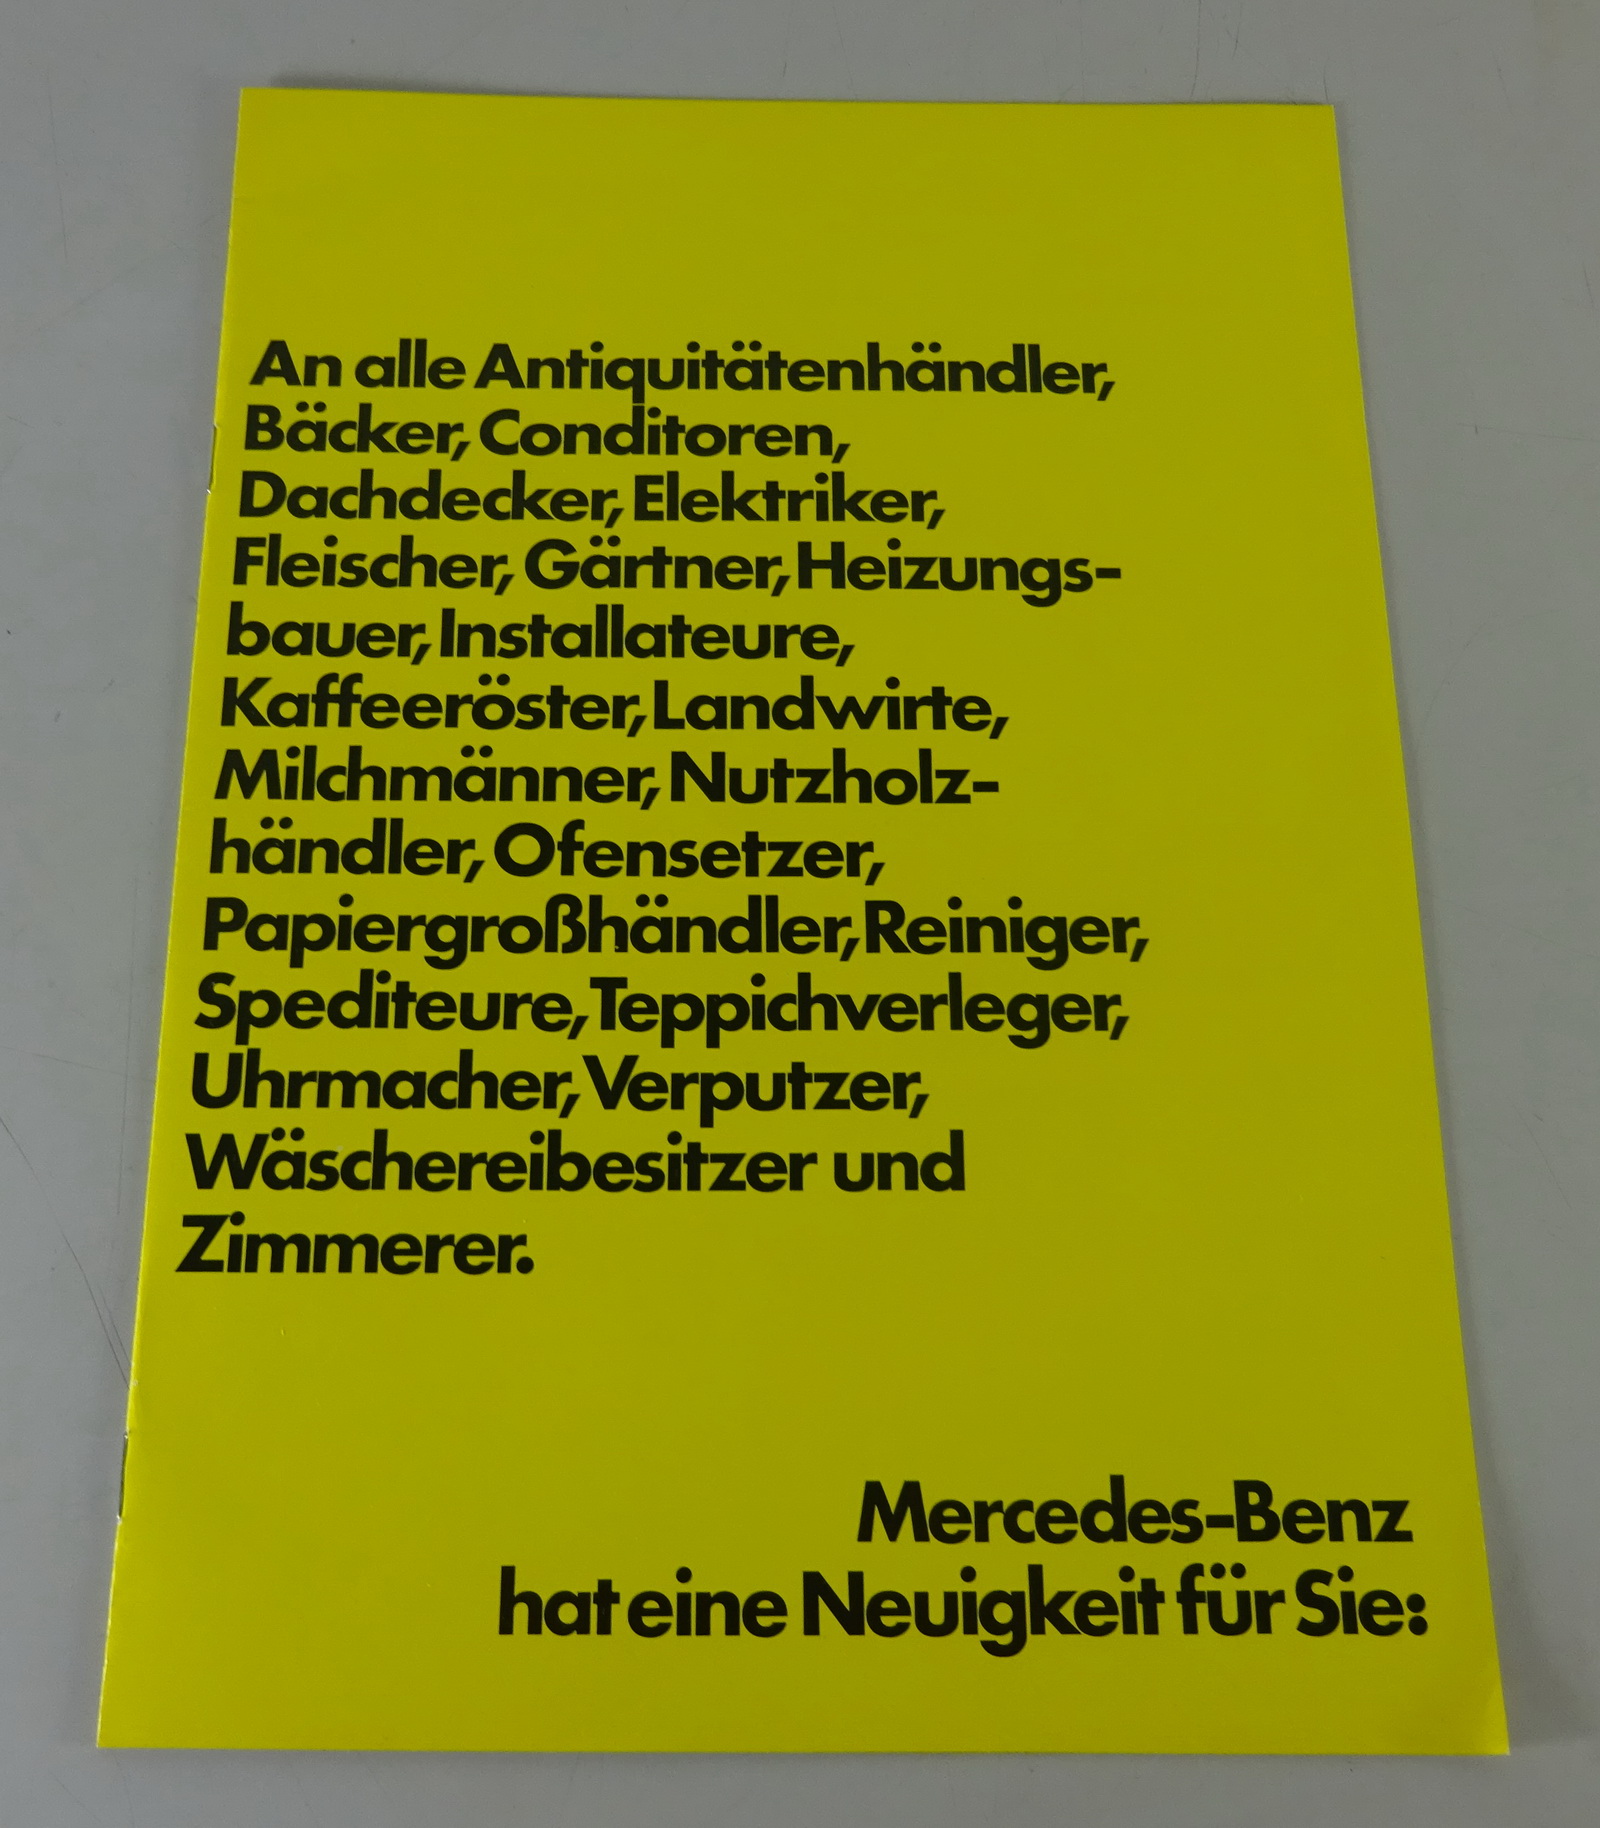 An alle Antiquitätenhändler,
Bäcker, Conditoren,
Dachdecker, Elektriker,
Fleischer, Gärtner, Heizungs-
bauer, Installateure,
Kaffeeröster, Landwirte,
Milchmänner, Nutzholz-
händler, Ofensetzer,
Papiergroßhändler, Reiniger,
Spediteure, Teppichverleger,
Uhrmacher, Verputzer,
Wäschereibesitzer und
Zimmerer.
Mercedes-Benz
hat eine Neuigkeit für Sie: